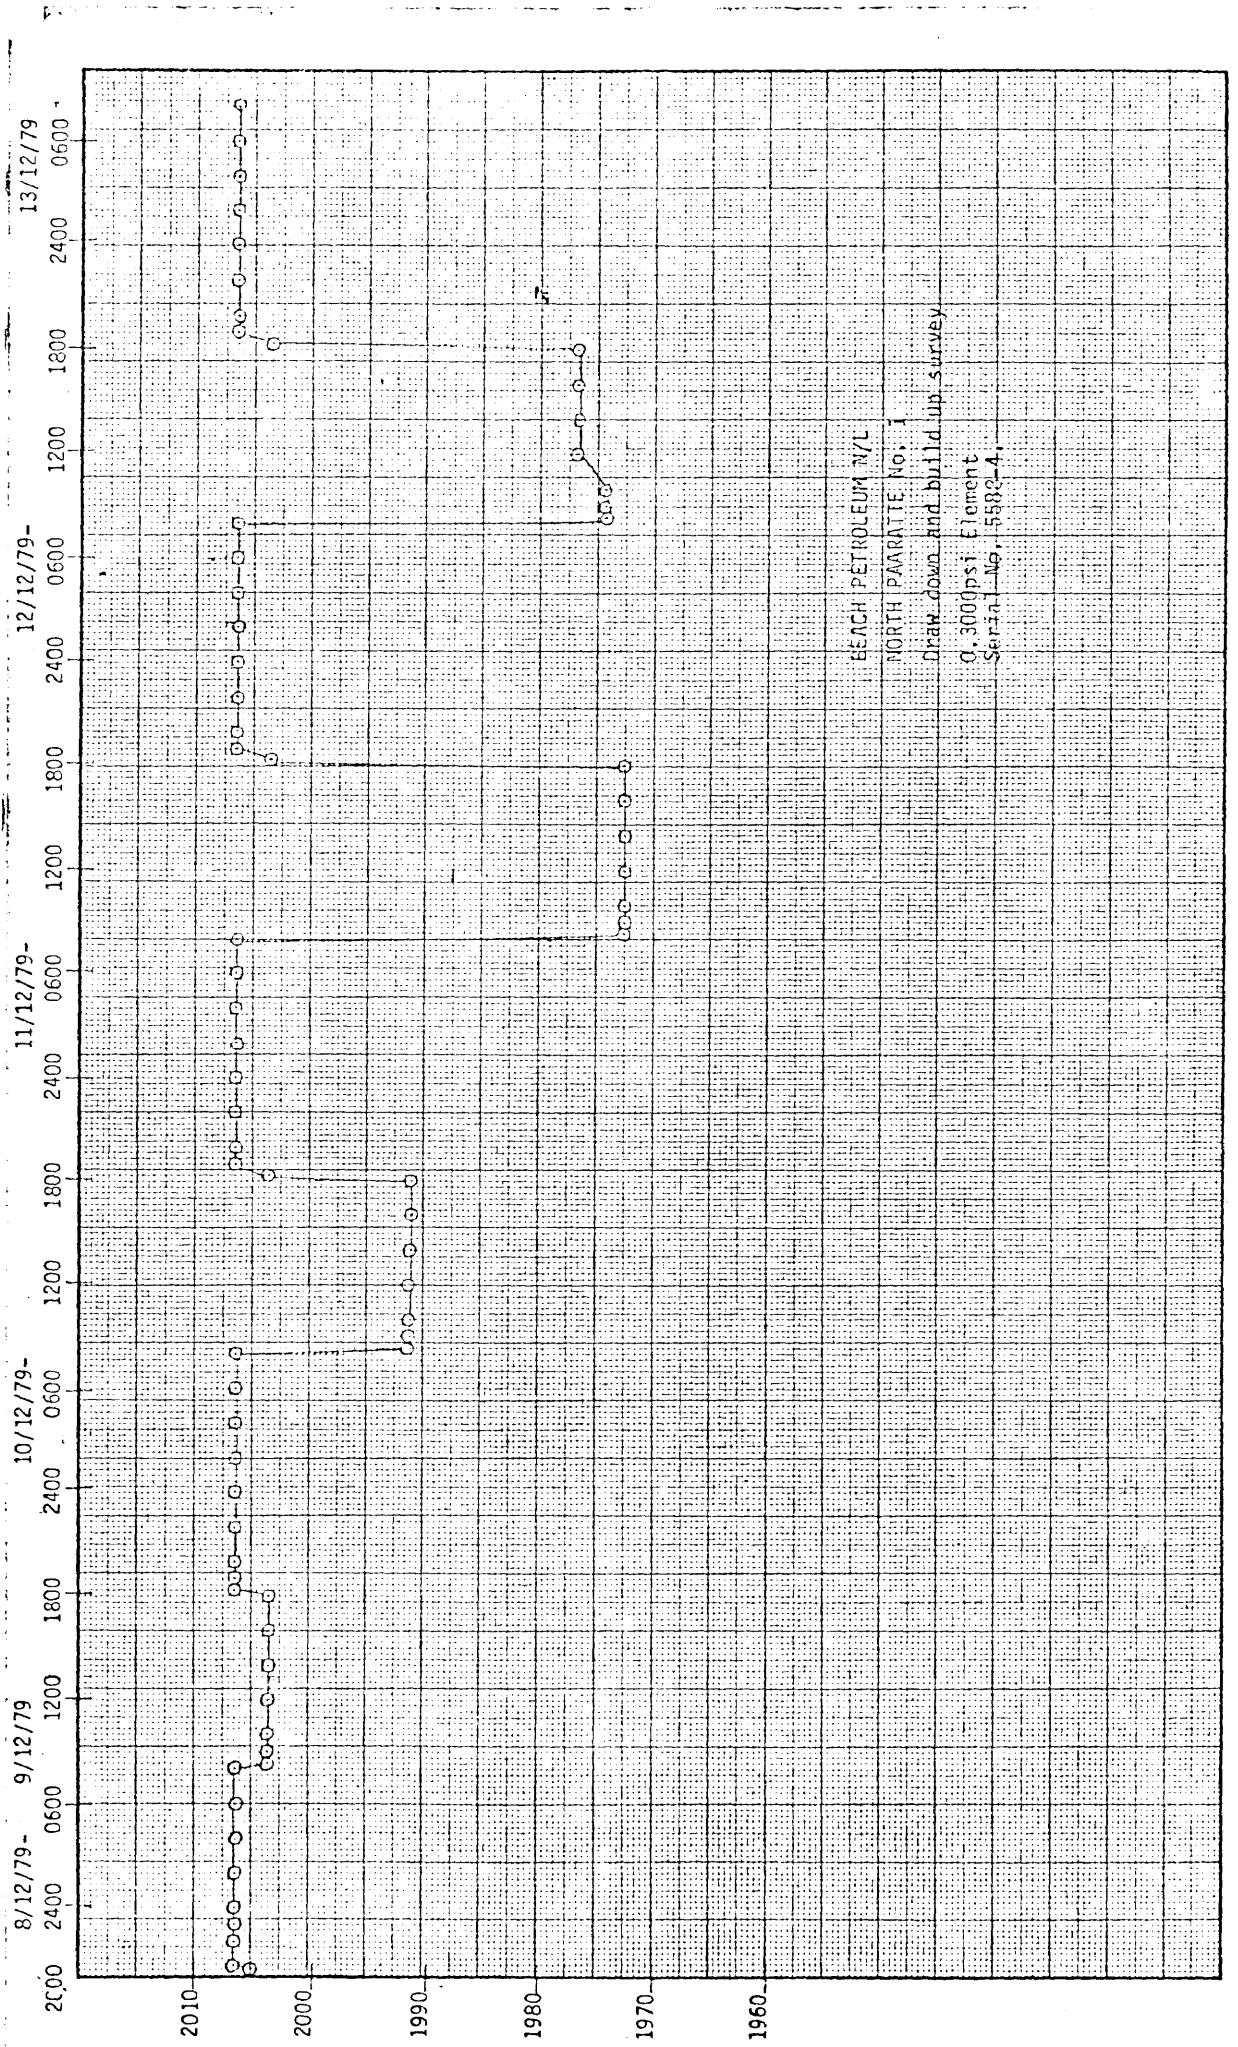 8/12/79- 9/12/79 10/12/79- 11/12/79- 12/12/79- 13/12/79
2000 2400 0600 1200 1800 2400 0600 1200 1800 2400 0600 1200 1800 2400 0600 1200 1800 2400 0600
2010
2000
1990
1980
1970
1960
BEACH PETROLEUM N/L
NORTH PAARATTE No. 1
Draw down and build up survey
0.3000psi Element
Serial No. 5582-4.